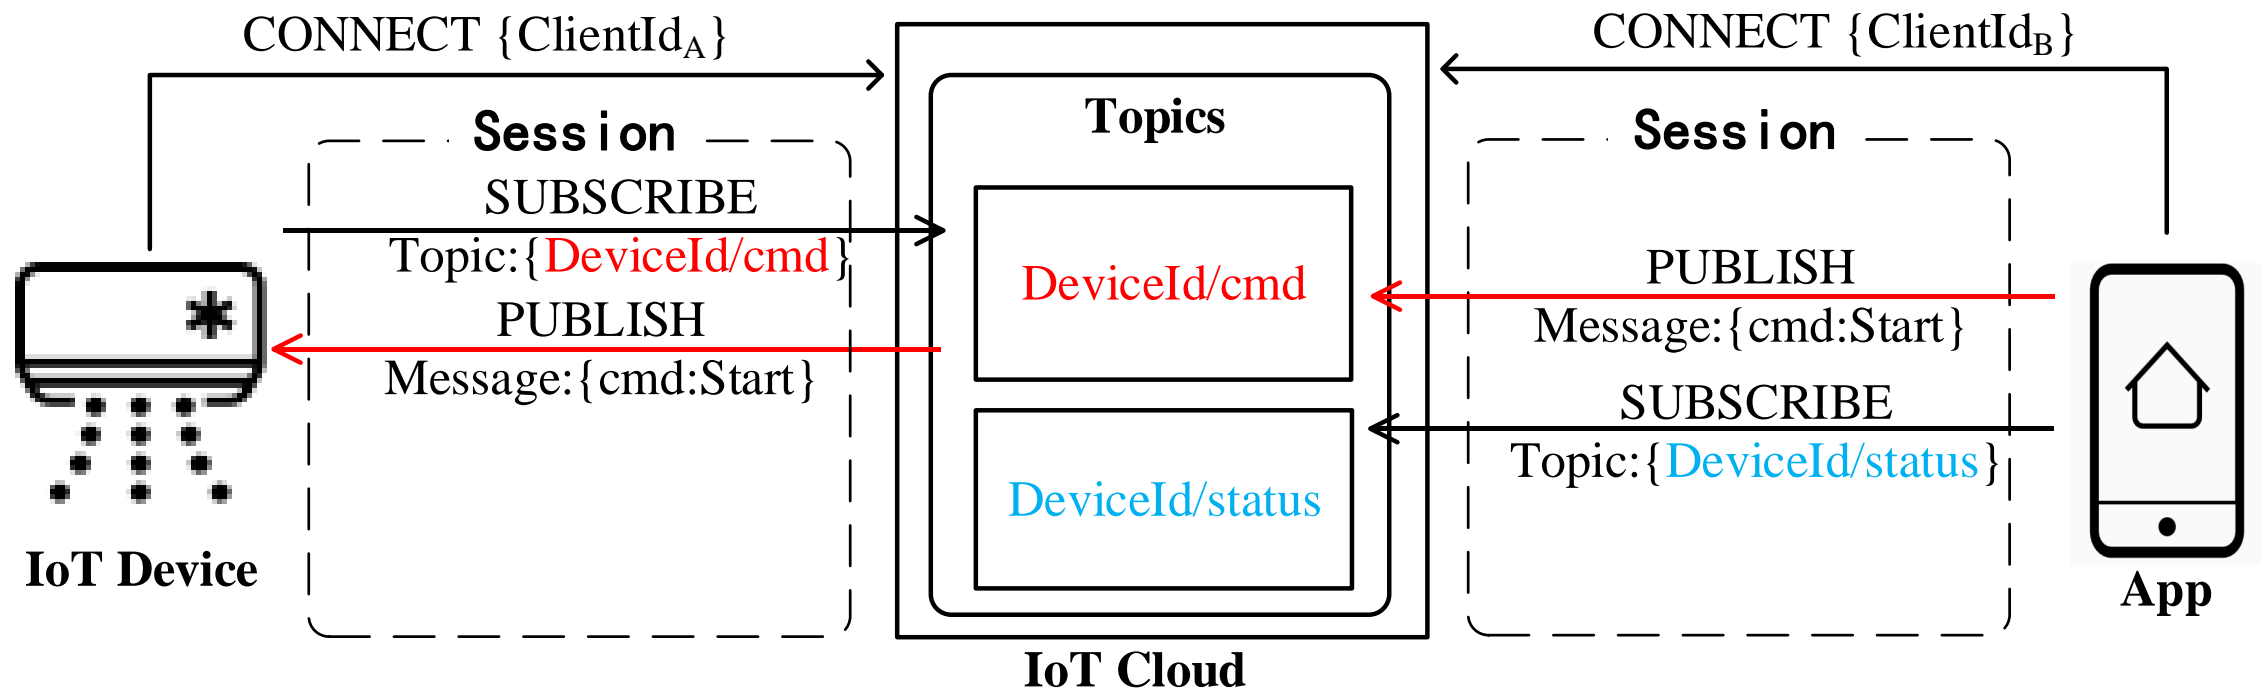 CONNECT {ClientIdA}
CONNECT {ClientIdB}
Session
SUBSCRIBE
Topic:{DeviceId/cmd}
PUBLISH
Message:{cmd:Start}
IoT Device
Topics
DeviceId/cmd
DeviceId/status
IoT Cloud
Session
PUBLISH
Message:{cmd:Start}
SUBSCRIBE
Topic:{DeviceId/status}
App